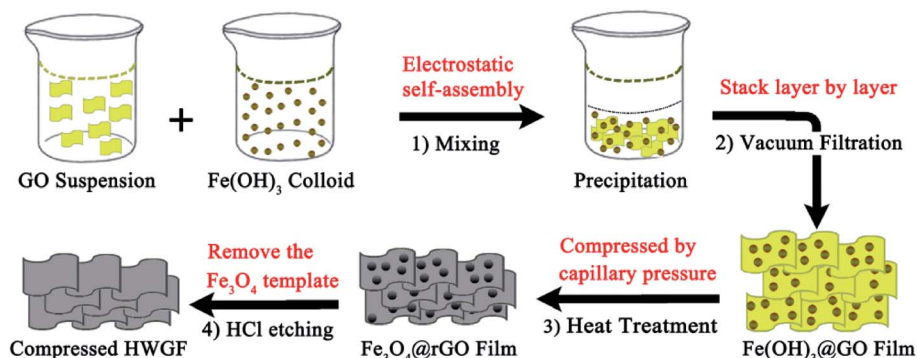 Electrostatic
self-assembly
1) Mixing
Stack layer by layer
2) Vacuum Filtration
+
GO Suspension
Fe(OH)₃ Colloid
Precipitation
Remove the
Fe₃O₄ template
4) HCl etching
Compressed by
capillary pressure
3) Heat Treatment
Compressed HWGF
Fe₃O₄@rGO Film
Fe(OH)₃@GO Film